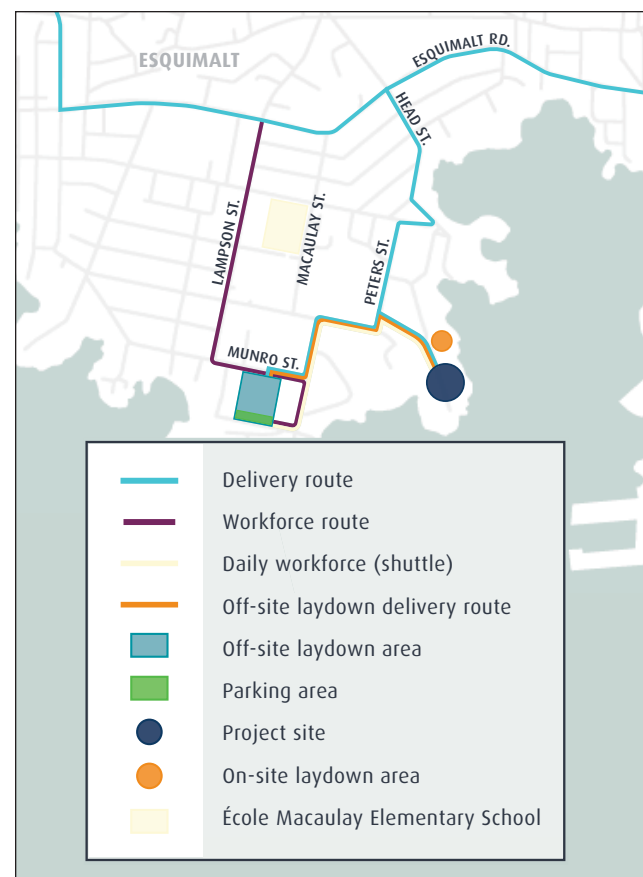 ESQUIMALT
ESQUIMALT RD.
HEAD ST.
LAMPSON ST.
MACAULAY ST.
PETERS ST.
MUNRO ST.
Delivery route
Workforce route
Daily workforce (shuttle)
Off-site laydown delivery route
Off-site laydown area
Parking area
Project site
On-site laydown area
École Macaulay Elementary School